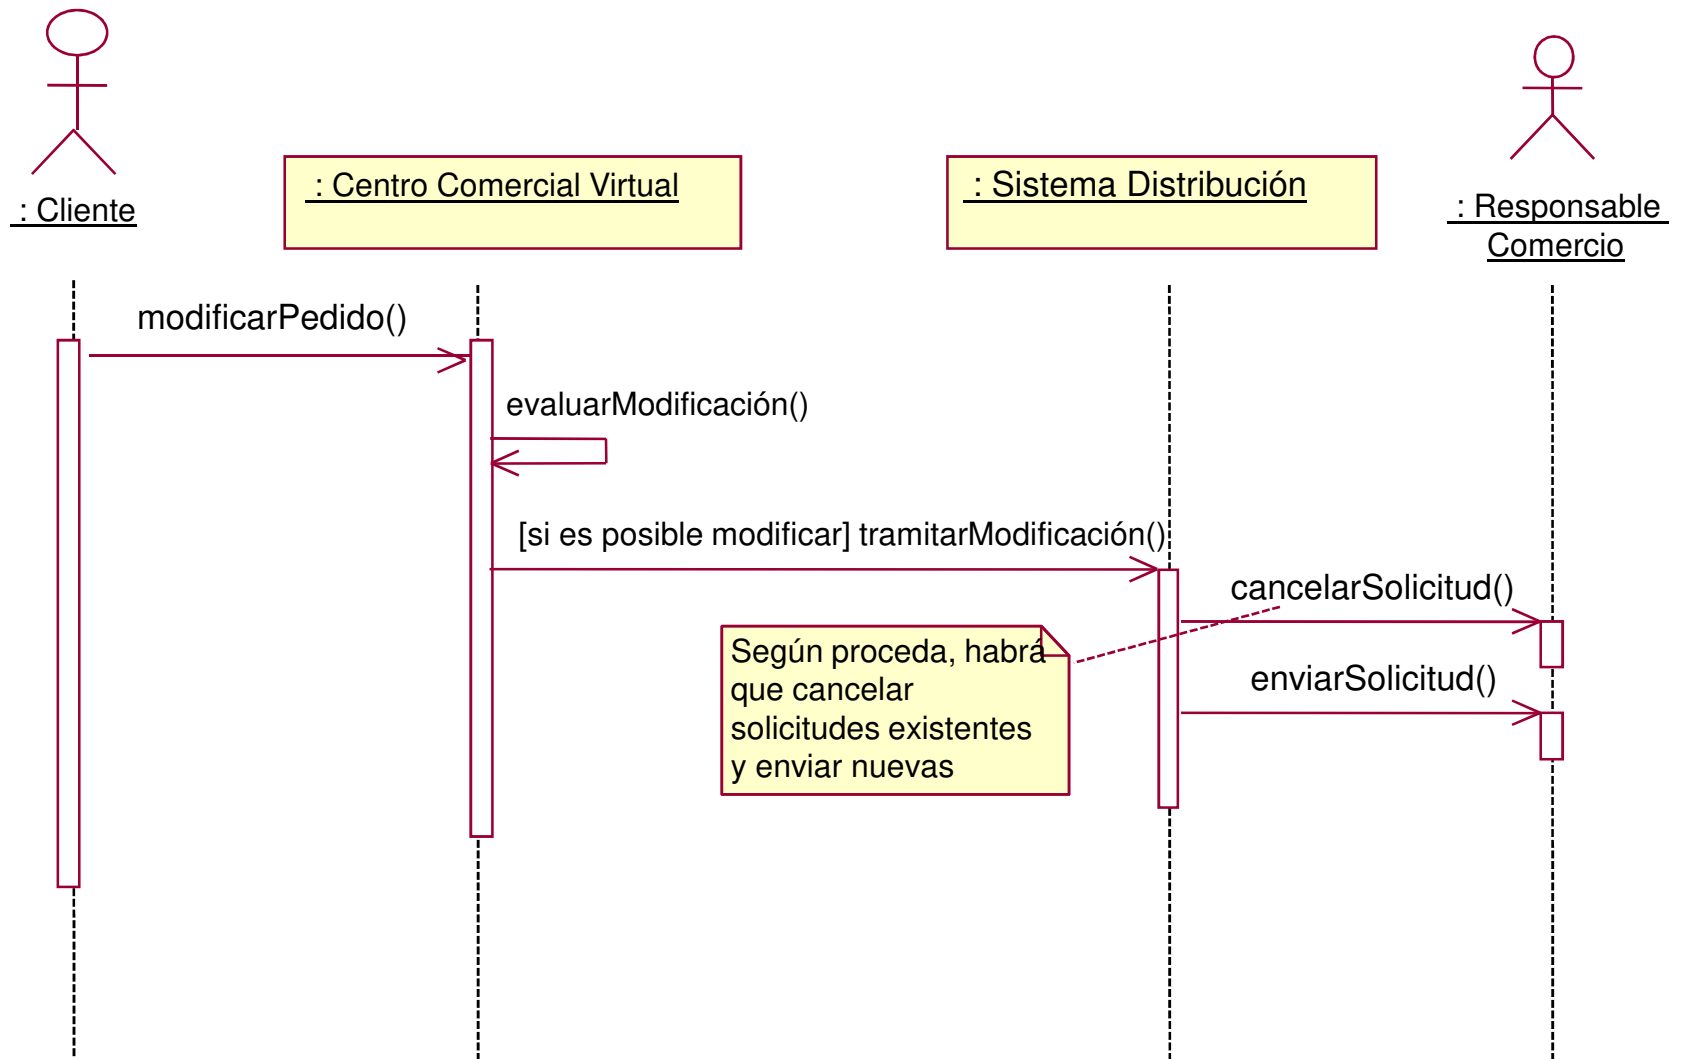 : Cliente
: Centro Comercial Virtual
: Sistema Distribución
: Responsable
Comercio
modificarPedido()
evaluarModificación()
[si es posible modificar] tramitarModificación()
cancelarSolicitud()
Según proceda, habrá
que cancelar
solicitudes existentes
y enviar nuevas
enviarSolicitud()